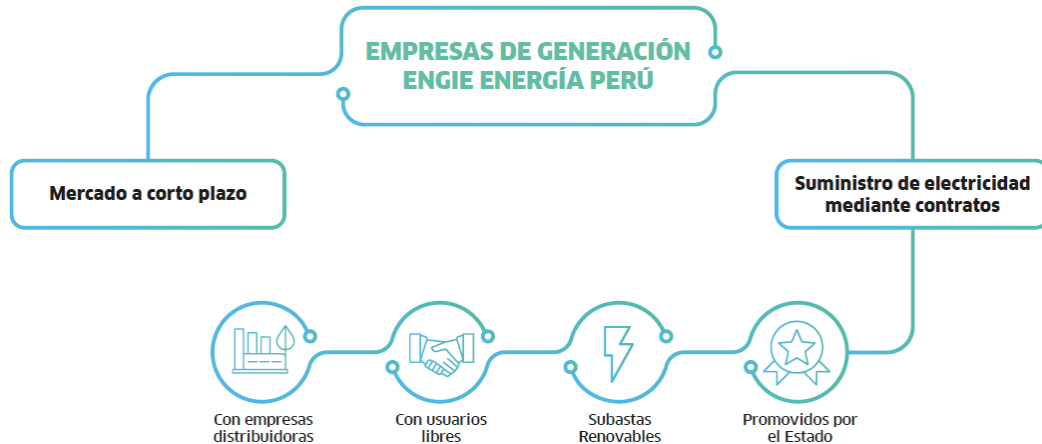 EMPRESAS DE GENERACIÓN
ENGIE ENERGÍA PERÚ
Mercado a corto plazo
Suministro de electricidad
mediante contratos
Con empresas
distribuidoras
Con usuarios
libres
Subastas
Renovables
Promovidos por
el Estado